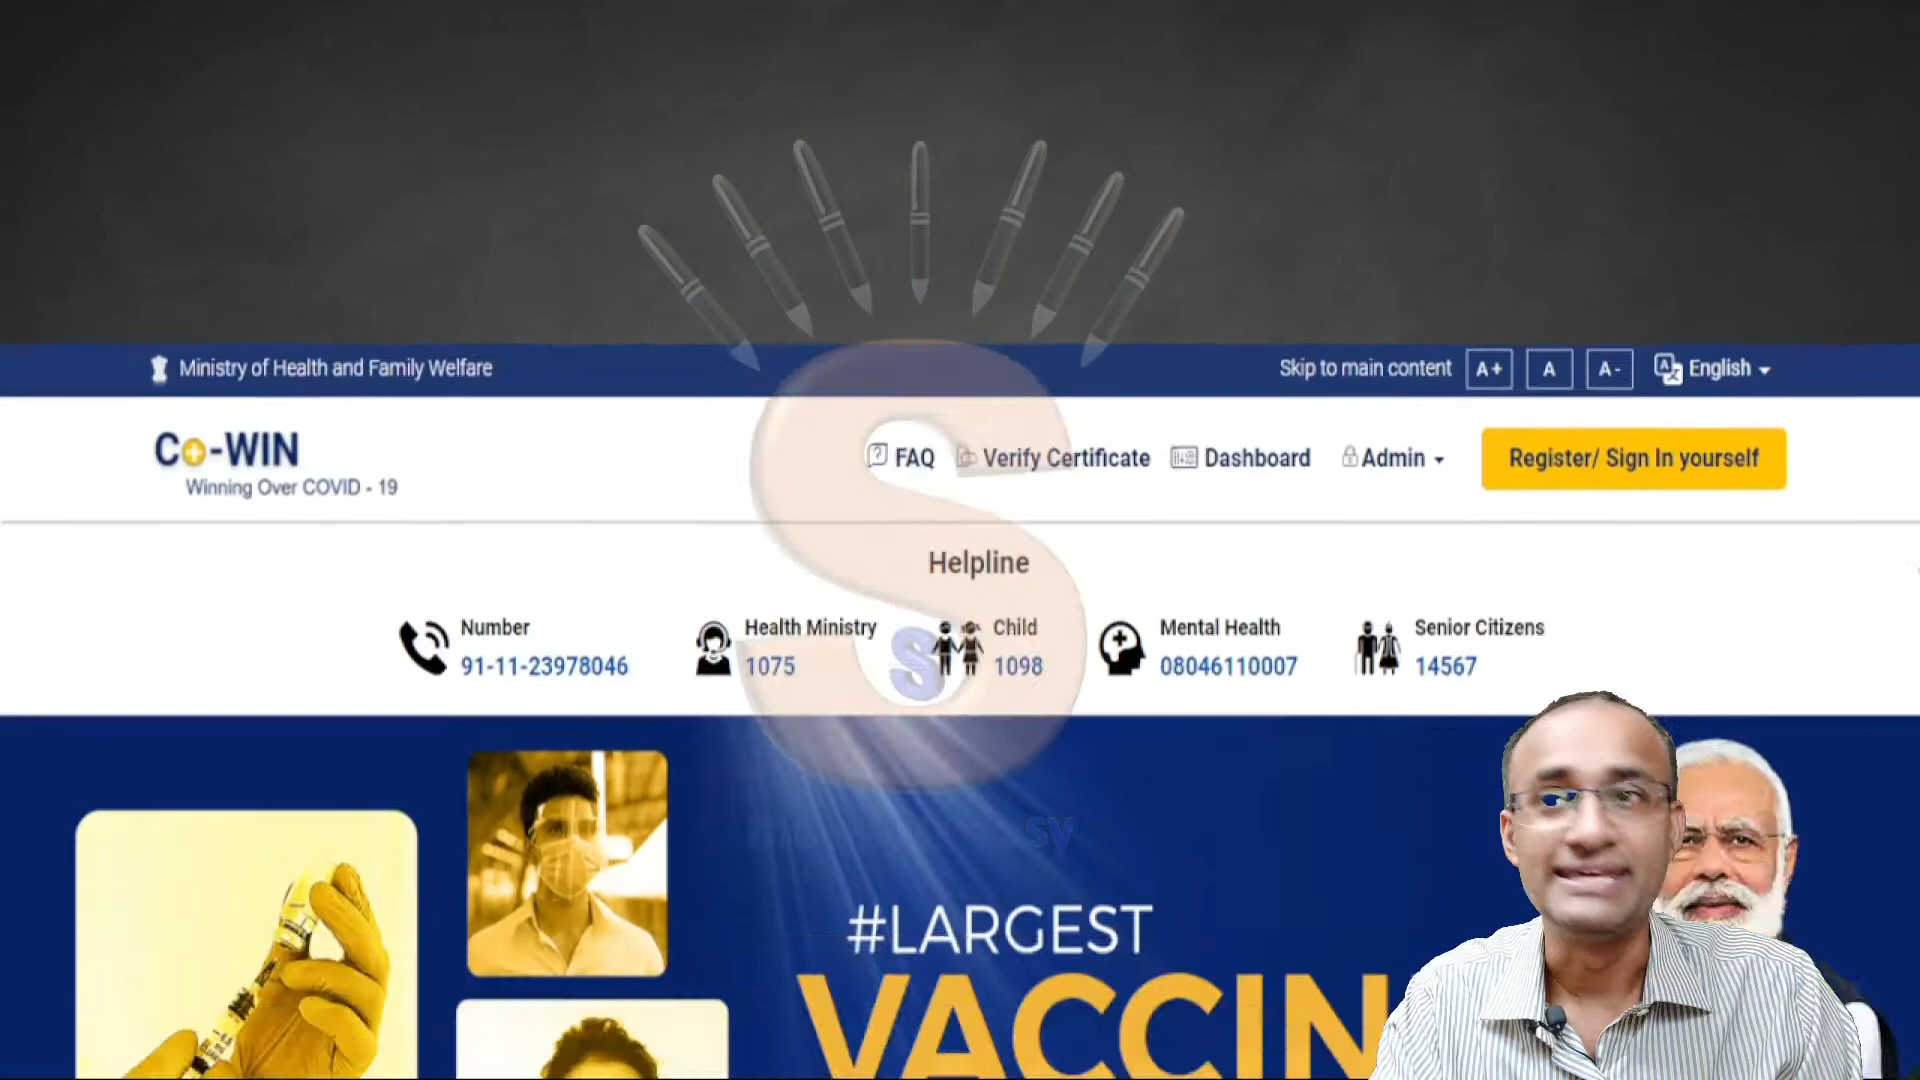 Ministry of Health and Family Welfare
Skip to main content A+ A A- English
Co-WIN
Winning Over COVID - 19
FAQ Verify Certificate Dashboard Admin Register/ Sign In yourself
Helpline
Number Health Ministry Child Mental Health Senior Citizens
91-11-23978046 1075 1098 08046110007 14567
S
S
SV
#LARGEST
VACCIN